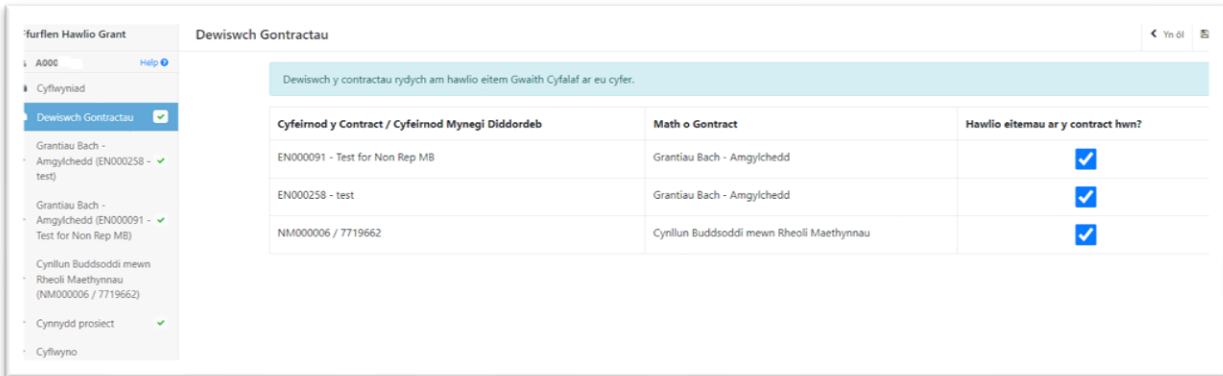 Ffurflen Hawlio Grant
Dewiswch Gontractau
Yn ôl
A000
Help
Cyflwyniad
Dewiswch Gontractau
Grantiau Bach -
Amgylchedd (EN000258 -
test)
Grantiau Bach -
Amgylchedd (EN000091 -
Test for Non Rep MB)
Cynllun Buddsoddi mewn
Rheoli Maethynnau
(NM000006 / 7719662)
Cynnydd prosiect
Cyflwyno
Dewiswch y contractau rydych am hawlio eitem Gwaith Cyfalaf ar eu cyfer.
Cyfeirnod y Contract / Cyfeirnod Mynegi Diddordeb
Math o Gontract
Hawlio eitemau ar y contract hwn?
EN000091 - Test for Non Rep MB
Grantiau Bach - Amgylchedd
EN000258 - test
Grantiau Bach - Amgylchedd
NM000006 / 7719662
Cynllun Buddsoddi mewn Rheoli Maethynnau